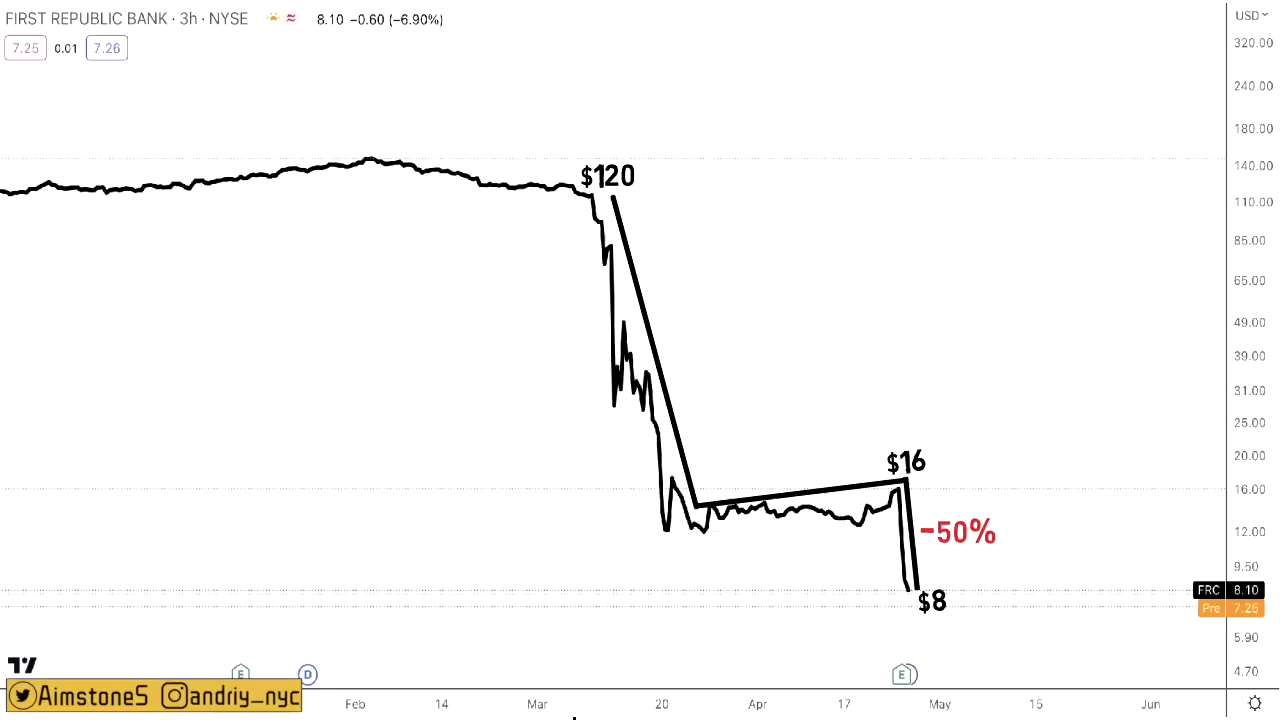 FIRST REPUBLIC BANK · 3h · NYSE 8.10 −0.60 (−6.90%)
7.25 0.01 7.26
USD
320.00
240.00
180.00
140.00
110.00
85.00
65.00
49.00
39.00
31.00
25.00
20.00
16.00
12.00
9.50
FRC 8.10
Pre 7.25
5.90
4.70
$120
$16
-50%
$8
E D E
Feb 14 Mar 20 Apr 17 May 15 Jun
AimstoneS andriy_nyc